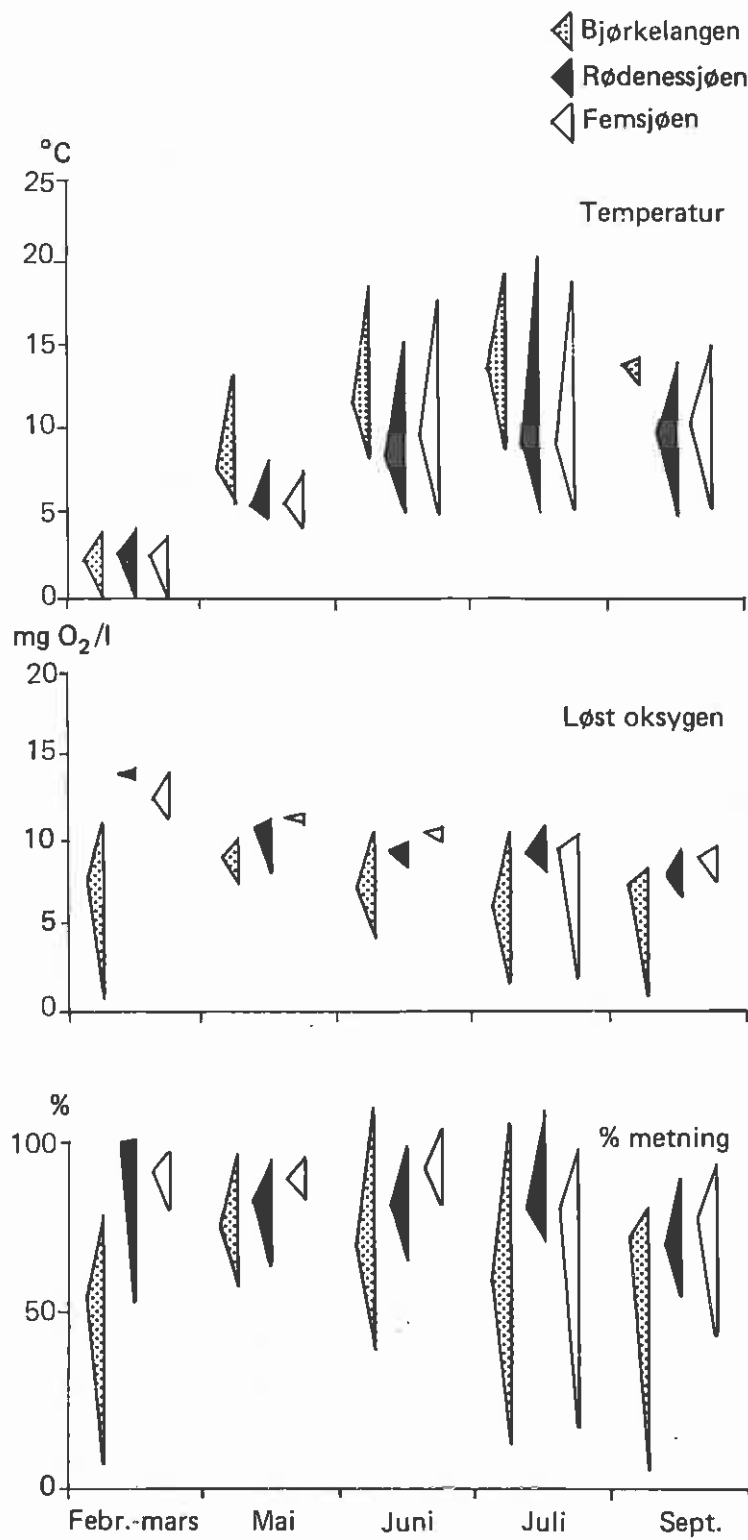 Bjørkelangen
Rødenessjøen
Femsjøen
°C
25
Temperatur
20
15
10
5
0
mg O₂/l
20
Løst oksygen
15
10
5
0
%
100
% metning
50
0
Febr.-mars Mai Juni Juli Sept.